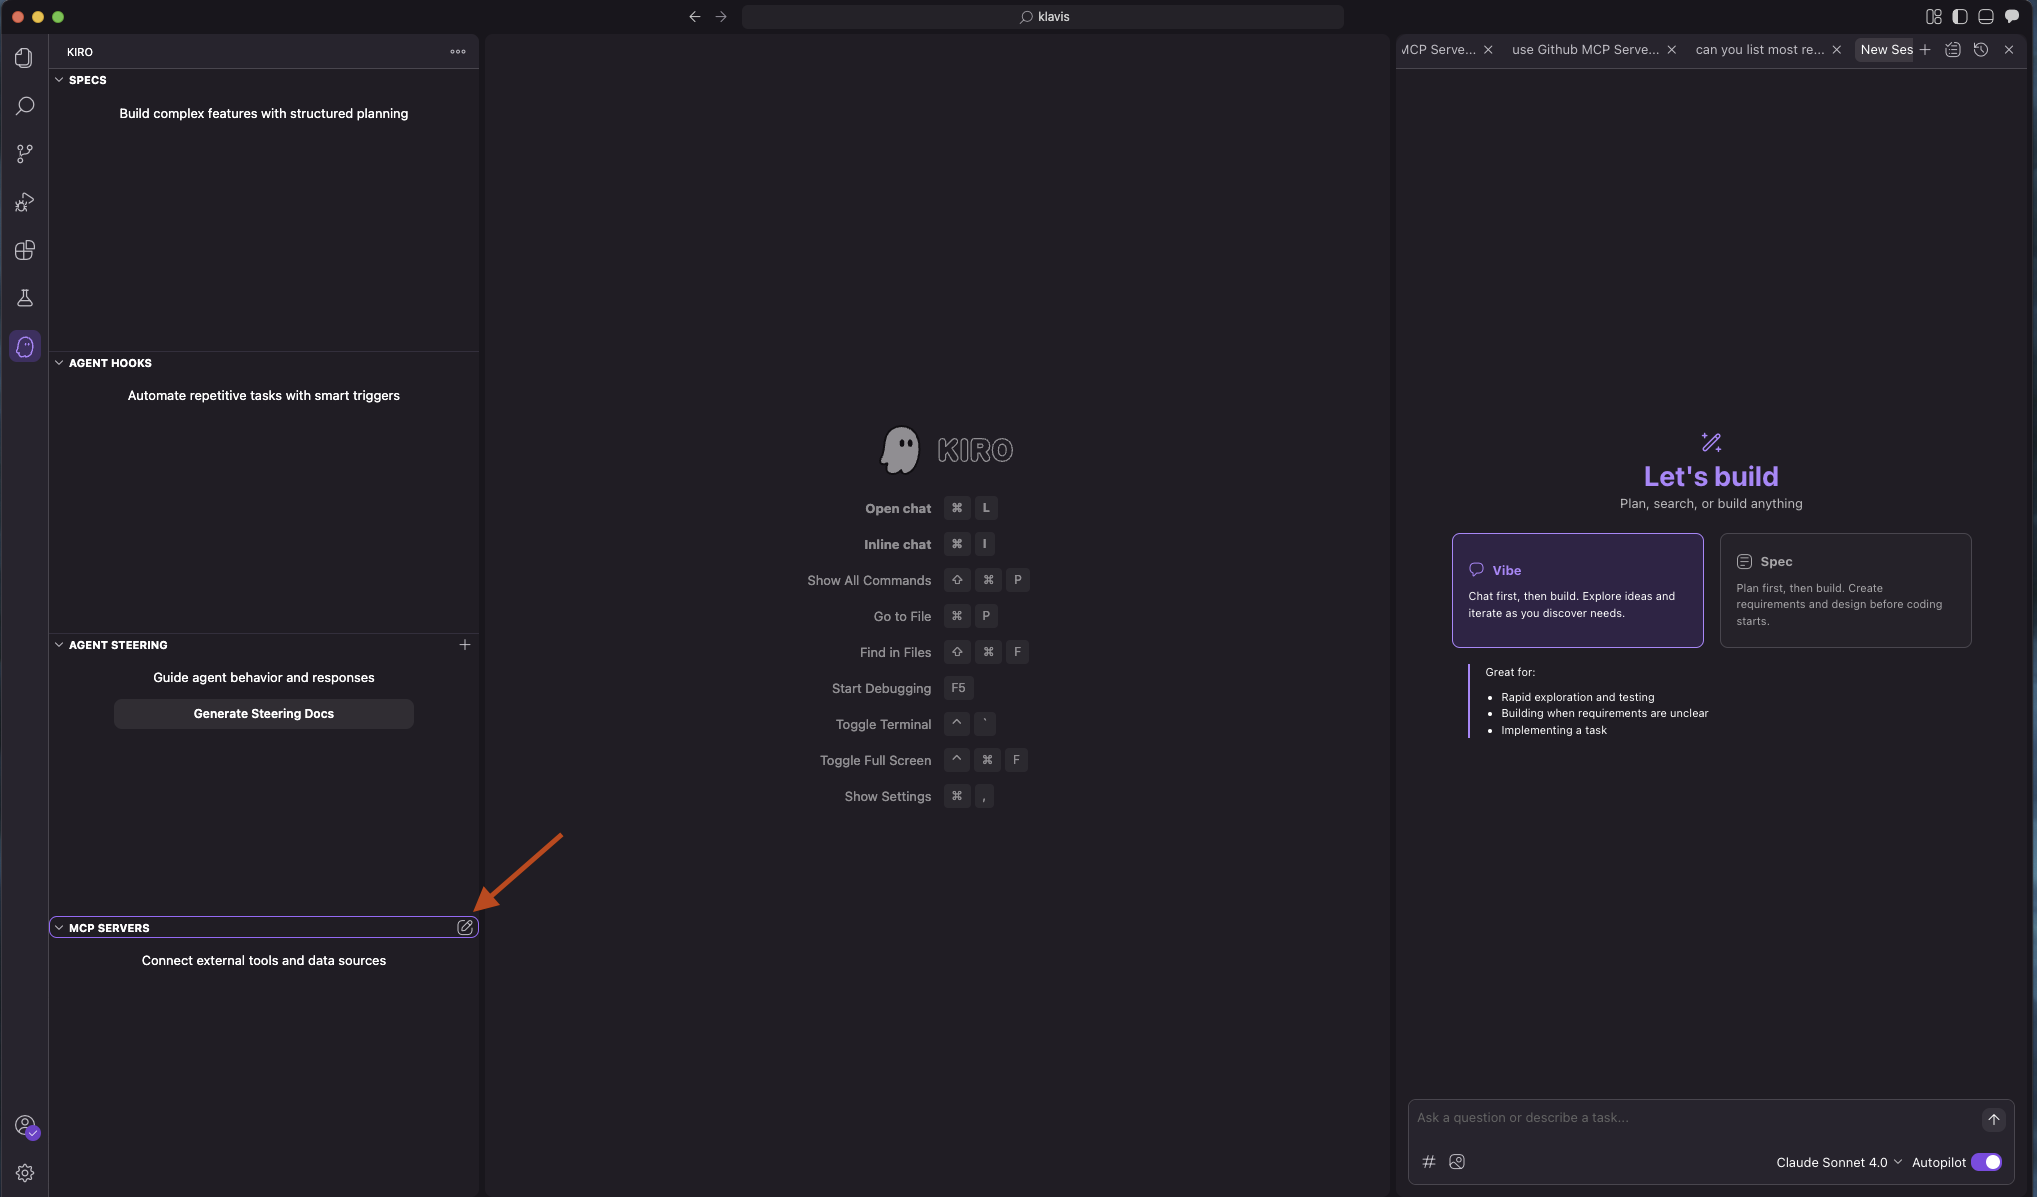 klavis
KIRO
SPECS
Build complex features with structured planning
AGENT HOOKS
Automate repetitive tasks with smart triggers
AGENT STEERING
Guide agent behavior and responses
Generate Steering Docs
MCP SERVERS
Connect external tools and data sources
KIRO
Open chat ⌘ L
Inline chat ⌘ I
Show All Commands ⇧ ⌘ P
Go to File ⌘ P
Find in Files ⇧ ⌘ F
Start Debugging F5
Toggle Terminal ^ `
Toggle Full Screen ^ ⌘ F
Show Settings ⌘ ,
MCP Serve... use Github MCP Serve... can you list most re... New Ses
Let's build
Plan, search, or build anything
Vibe
Chat first, then build. Explore ideas and
iterate as you discover needs.
Spec
Plan first, then build. Create
requirements and design before coding
starts.
Great for:
• Rapid exploration and testing
• Building when requirements are unclear
• Implementing a task
Ask a question or describe a task...
# Claude Sonnet 4.0 Autopilot